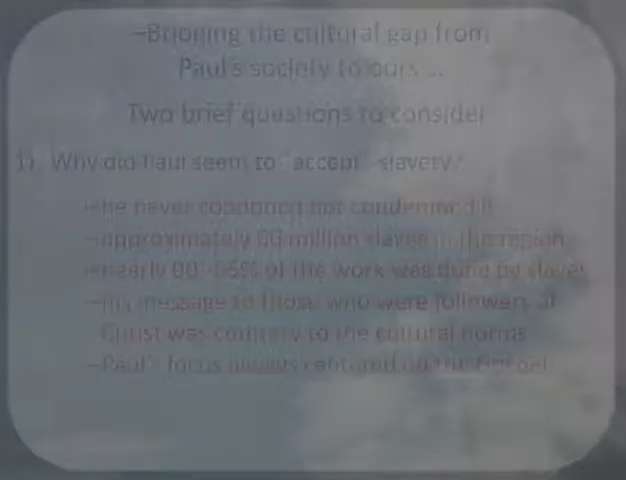 –Bridging the cultural gap from
Paul's society to ours ...
Two brief questions to consider
1) Why did Paul seem to "accept" slavery?
–he never condoned nor condemned it
–approximately 60 million slaves in the region
–nearly of the work was done by slaves
–his message to those who were followers of
Christ was contrary to the cultural norms
–Paul's focus always centered on the Gospel